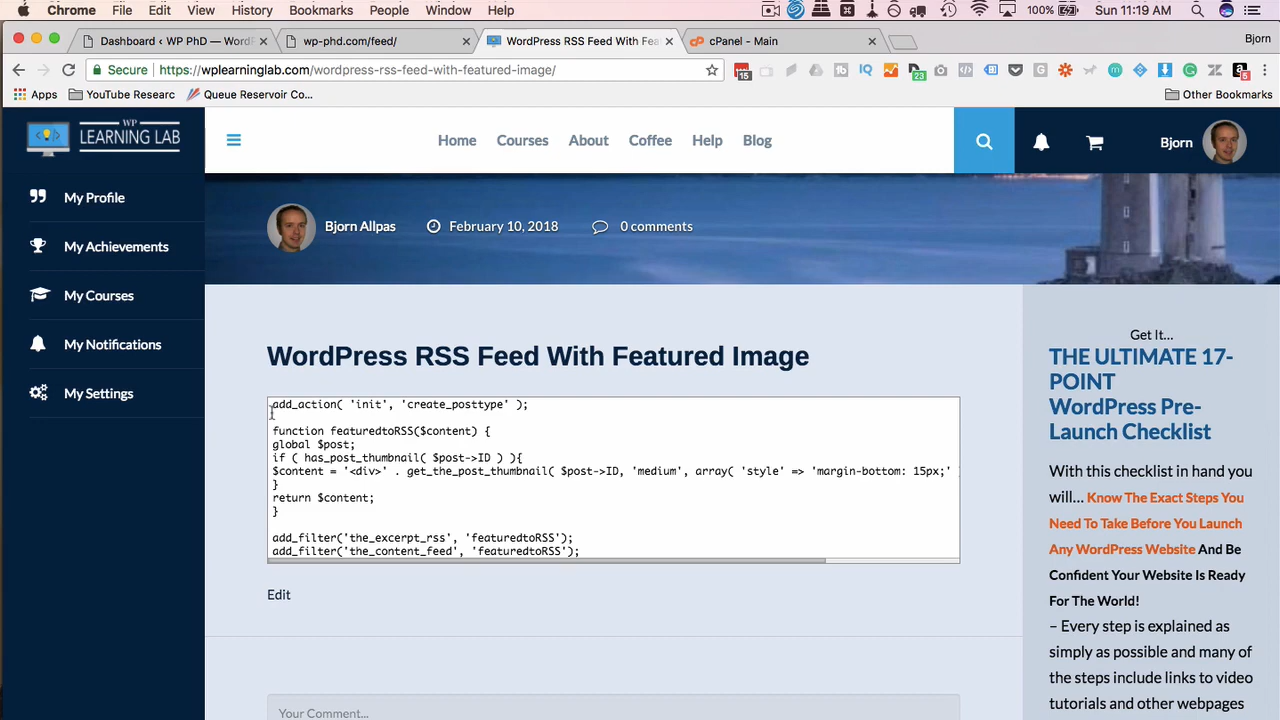 Chrome File Edit View History Bookmarks People Window Help 100% Sun 11:19 AM
Dashboard ‹ WP PhD — Word wp-phd.com/feed/ WordPress RSS Feed With Fea cPanel - Main Bjorn
Secure https://wplearninglab.com/wordpress-rss-feed-with-featured-image/ 15 23 5
Apps YouTube Researc Queue Reservoir Co... Other Bookmarks
WP
LEARNING LAB
Home Courses About Coffee Help Blog Bjorn
My Profile
My Achievements
My Courses
My Notifications
My Settings
Bjorn Allpas February 10, 2018 0 comments
WordPress RSS Feed With Featured Image
add_action( 'init', 'create_posttype' );
function featuredtoRSS($content) {
global $post;
if ( has_post_thumbnail( $post->ID ) ){
$content = '<div>' . get_the_post_thumbnail( $post->ID, 'medium', array( 'style' => 'margin-bottom: 15px;'
}
return $content;
}
add_filter('the_excerpt_rss', 'featuredtoRSS');
add_filter('the_content_feed', 'featuredtoRSS');
Edit
Your Comment...
Get It...
THE ULTIMATE 17-
POINT
WordPress Pre-
Launch Checklist
With this checklist in hand you
will... Know The Exact Steps You
Need To Take Before You Launch
Any WordPress Website And Be
Confident Your Website Is Ready
For The World!
– Every step is explained as
simply as possible and many of
the steps include links to video
tutorials and other webpages